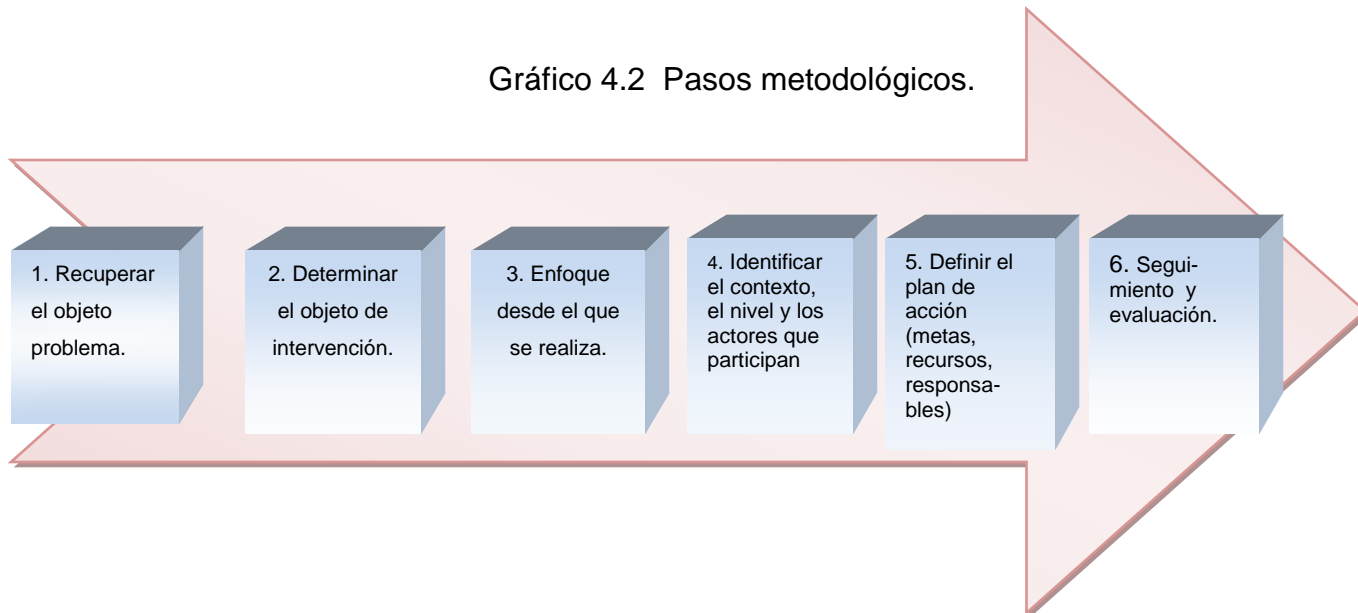 Gráfico 4.2  Pasos metodológicos.
1. Recuperar
el objeto
problema.
2. Determinar
el objeto de
intervención.
3. Enfoque
desde el que
se realiza.
4. Identificar
el contexto,
el nivel y los
actores que
participan
5. Definir el
plan de
acción
(metas,
recursos,
responsa-
bles)
6. Segui-
miento  y
evaluación.